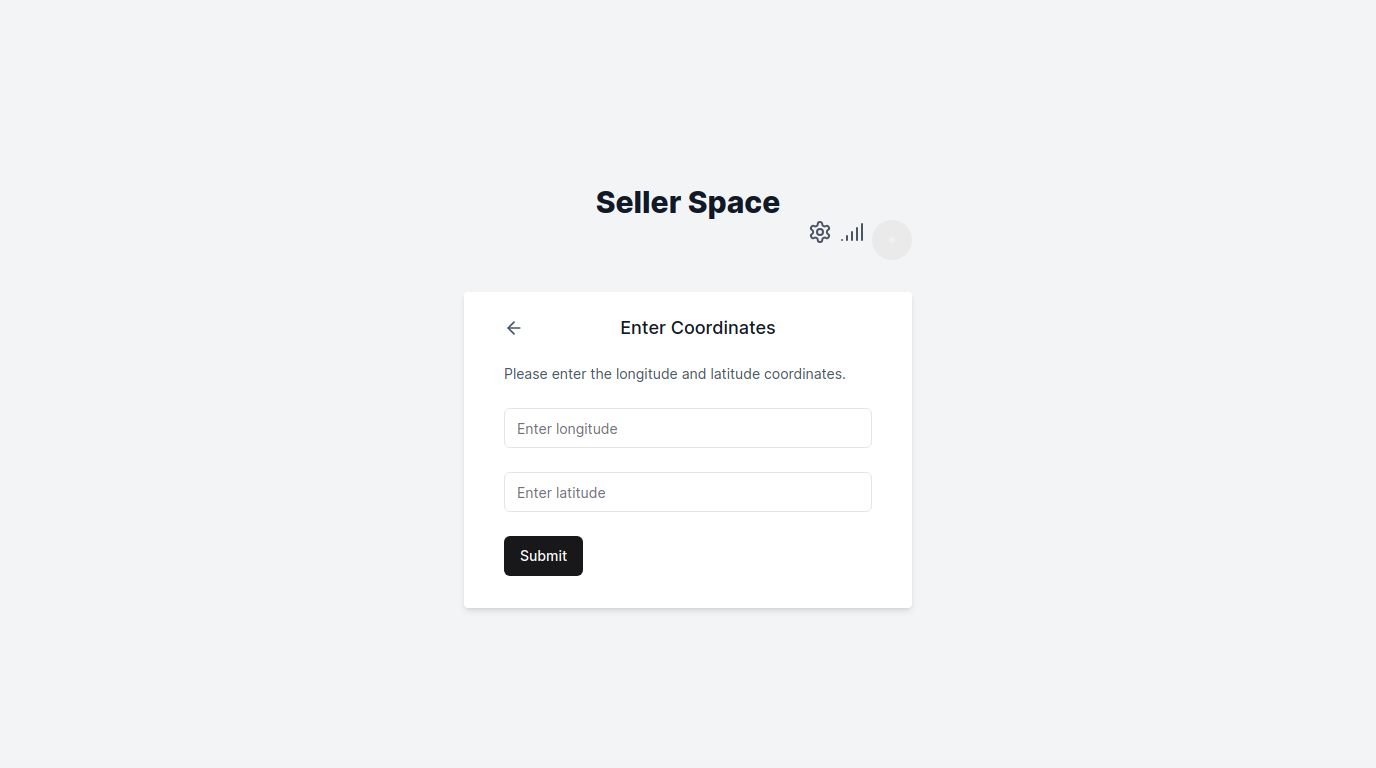 Seller Space
Enter Coordinates
Please enter the longitude and latitude coordinates.
Enter longitude
Enter latitude
Submit